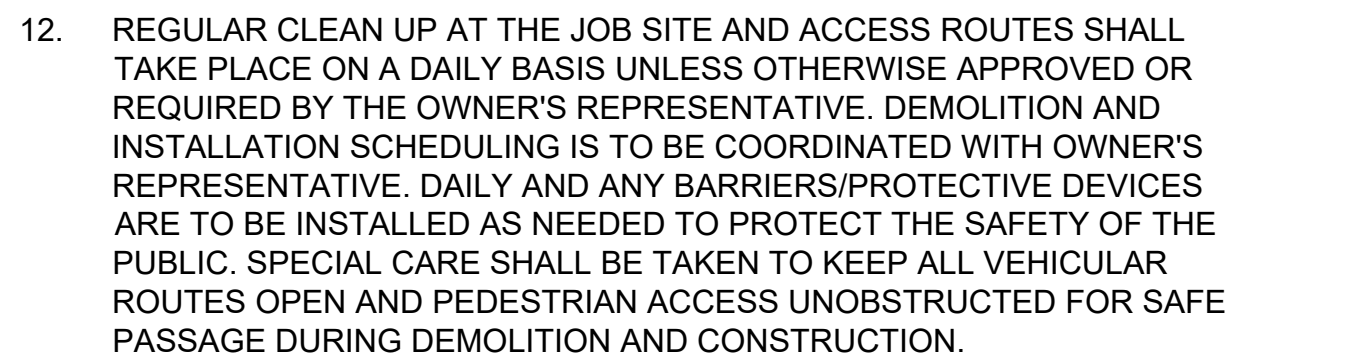 12. REGULAR CLEAN UP AT THE JOB SITE AND ACCESS ROUTES SHALL
TAKE PLACE ON A DAILY BASIS UNLESS OTHERWISE APPROVED OR
REQUIRED BY THE OWNER'S REPRESENTATIVE. DEMOLITION AND
INSTALLATION SCHEDULING IS TO BE COORDINATED WITH OWNER'S
REPRESENTATIVE. DAILY AND ANY BARRIERS/PROTECTIVE DEVICES
ARE TO BE INSTALLED AS NEEDED TO PROTECT THE SAFETY OF THE
PUBLIC. SPECIAL CARE SHALL BE TAKEN TO KEEP ALL VEHICULAR
ROUTES OPEN AND PEDESTRIAN ACCESS UNOBSTRUCTED FOR SAFE
PASSAGE DURING DEMOLITION AND CONSTRUCTION.